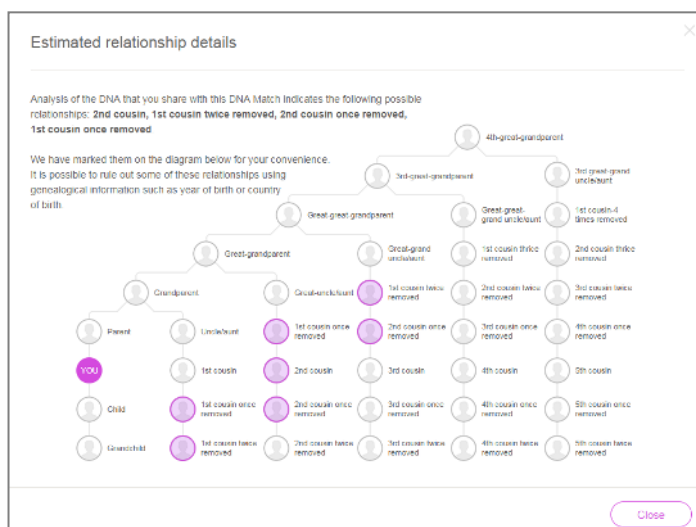 Estimated relationship details
Analysis of the DNA that you share with this DNA Match indicates the following possible
relationships: 2nd cousin, 1st cousin twice removed, 2nd cousin once removed,
1st cousin once removed
We have marked them on the diagram below for your convenience.
It is possible to rule out some of these relationships using
genealogical information such as year of birth or country
of birth.
4th-great-grandparent
3rd-great-grandparent
3rd great-grand
uncle/aunt
Great-great-grandparent
Great-great-
grand uncle/aunt
1st cousin 4
times removed
Great-grandparent
Great-grand
uncle/aunt
1st cousin thrice
removed
2nd cousin thrice
removed
Grandparent
Great-uncle/aunt
1st cousin twice
removed
2nd cousin twice
removed
3rd cousin twice
removed
Parent
Uncle/aunt
1st cousin once
removed
2nd cousin once
removed
3rd cousin once
removed
4th cousin once
removed
YOU
1st cousin
2nd cousin
3rd cousin
4th cousin
5th cousin
Child
1st cousin once
removed
2nd cousin once
removed
3rd cousin once
removed
4th cousin once
removed
5th cousin once
removed
Grandchild
1st cousin twice
removed
2nd cousin twice
removed
3rd cousin twice
removed
4th cousin twice
removed
5th cousin twice
removed
Close